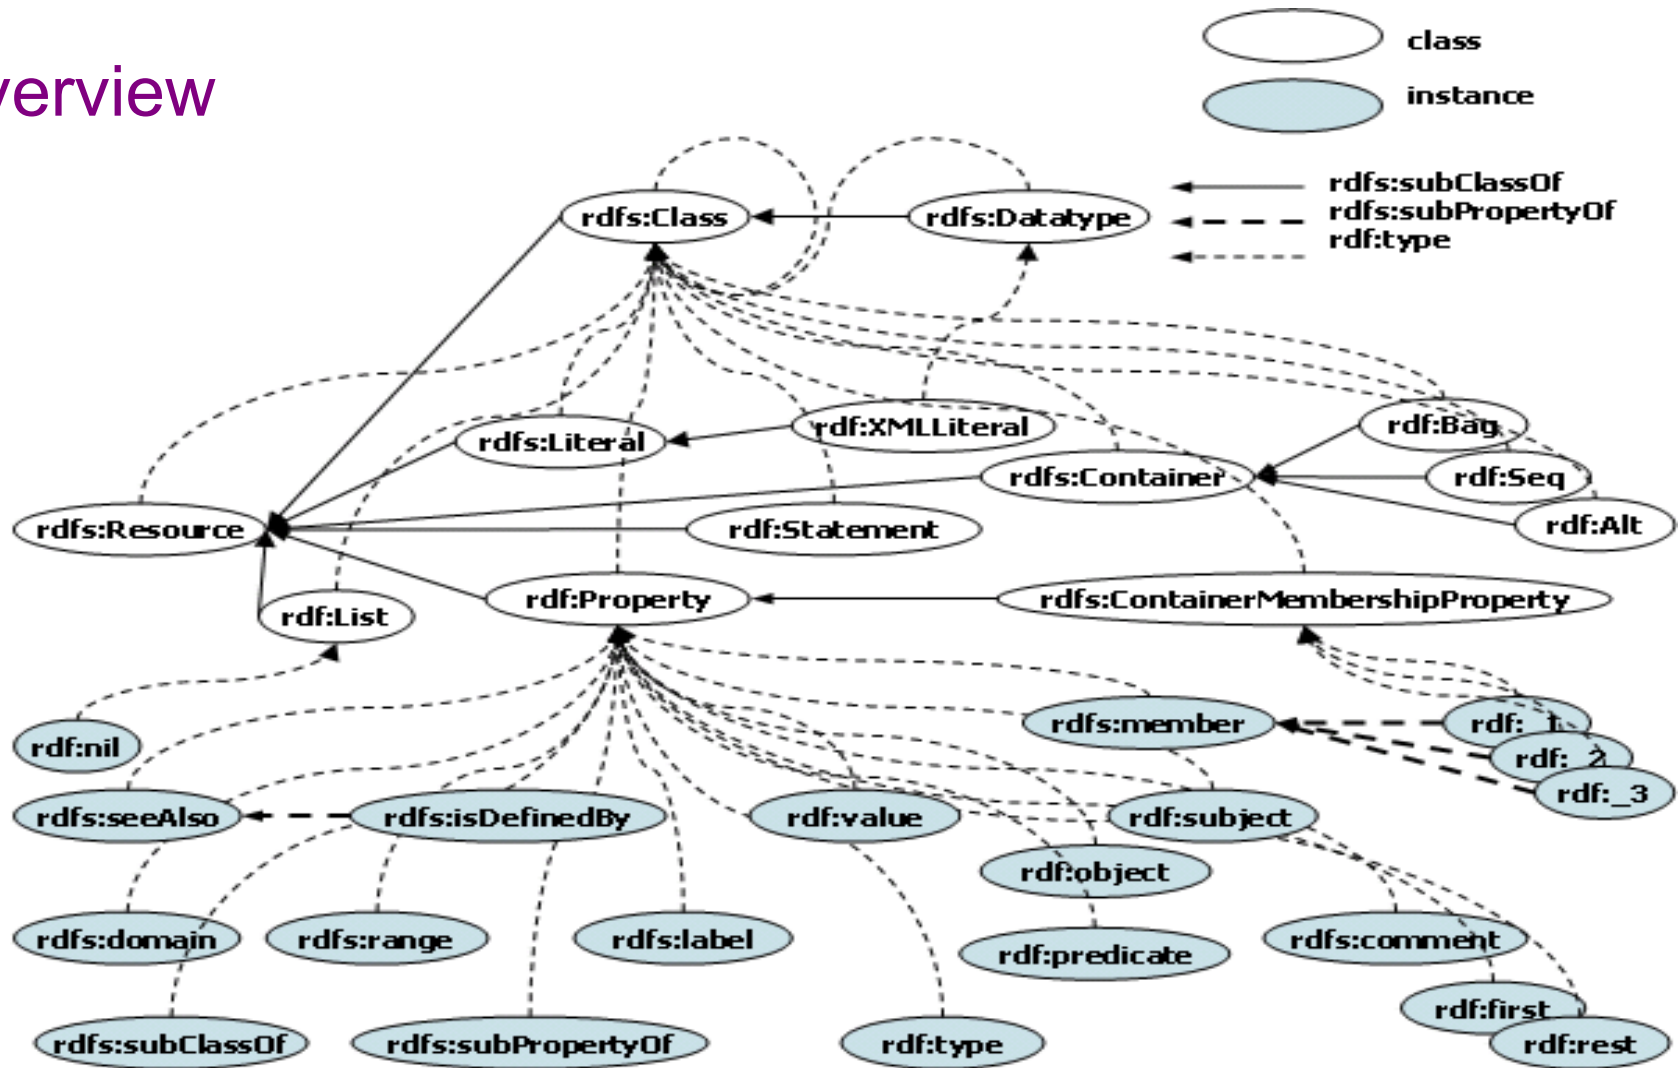 verview
class
instance
rdfs:subClassOf
rdfs:subPropertyOf
rdf:type
rdfs:Class
rdfs:Datatype
rdfs:Literal
rdf:XMLLiteral
rdf:Bag
rdfs:Container
rdf:Seq
rdfs:Resource
rdf:Statement
rdf:Alt
rdf:List
rdf:Property
rdfs:ContainerMembershipProperty
rdf:nil
rdfs:member
rdf:_1
rdf:_2
rdf:_3
rdfs:seeAlso
rdfs:isDefinedBy
rdf:value
rdf:subject
rdf:object
rdfs:domain
rdfs:range
rdfs:label
rdf:predicate
rdfs:comment
rdf:first
rdfs:subClassOf
rdfs:subPropertyOf
rdf:type
rdf:rest